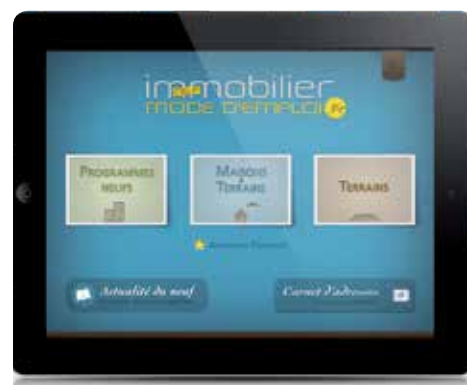 immobilier
MODE D'EMPLOI
PROGRAMMES
NEUFS
MAISONS
&
TERRAINS
TERRAINS
Actualité du neuf
Carnet d'adresses